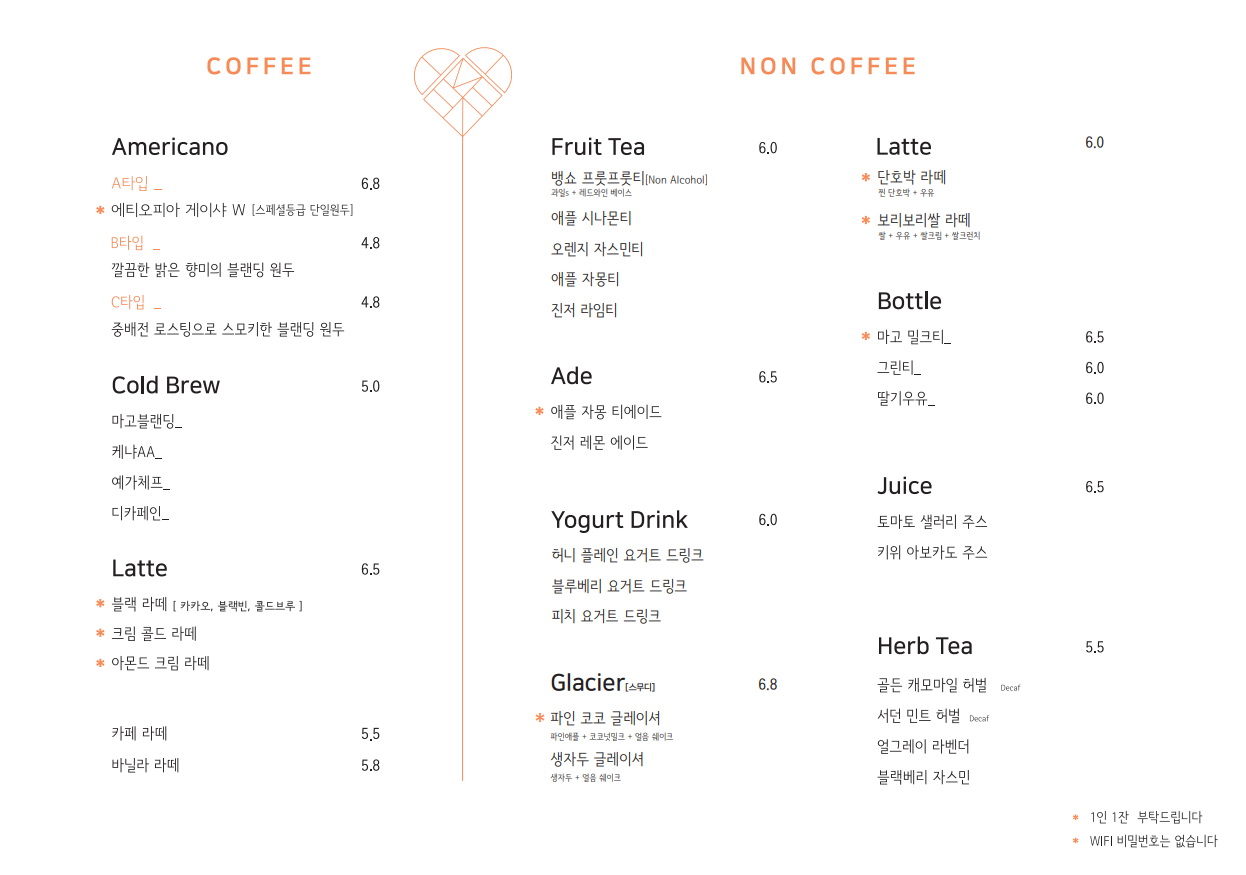 COFFEE
Americano
A타입 _ 6.8
* 에티오피아 게이샤 W [스페셜등급 단일원두]
B타입 _ 4.8
깔끔한 밝은 향미의 블랜딩 원두
C타입 _ 4.8
중배전 로스팅으로 스모키한 블랜딩 원두
Cold Brew 5.0
마고블랜딩_
케냐AA_
예가체프_
디카페인_
Latte 6.5
* 블랙 라떼 [ 카카오, 블랙빈, 콜드브루 ]
* 크림 콜드 라떼
* 아몬드 크림 라떼
카페 라떼 5.5
바닐라 라떼 5.8
NON COFFEE
Fruit Tea 6.0
뱅쇼 프룻프룻티[Non Alcohol]
과일s + 레드와인 베이스
애플 시나몬티
오렌지 자스민티
애플 자몽티
진저 라임티
Ade 6.5
* 애플 자몽 티에이드
진저 레몬 에이드
Yogurt Drink 6.0
허니 플레인 요거트 드링크
블루베리 요거트 드링크
피치 요거트 드링크
Glacier[스무디] 6.8
* 파인 코코 글레이셔
파인애플 + 코코넛밀크 + 얼음 쉐이크
생자두 글레이셔
생자두 + 얼음 쉐이크
Latte 6.0
* 단호박 라떼
찐 단호박 + 우유
* 보리보리쌀 라떼
쌀 + 우유 + 쌀크림 + 쌀크런치
Bottle
* 마고 밀크티_ 6.5
그린티_ 6.0
딸기우유_ 6.0
Juice 6.5
토마토 샐러리 주스
키위 아보카도 주스
Herb Tea 5.5
골든 캐모마일 허벌 Decaf
서던 민트 허벌 Decaf
얼그레이 라벤더
블랙베리 자스민
* 1인 1잔 부탁드립니다
* WIFI 비밀번호는 없습니다